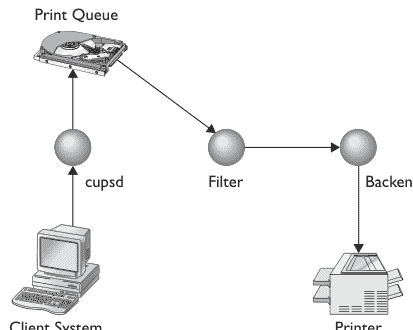 Print Queue
cupsd
Filter
Backen
Client System
Printer